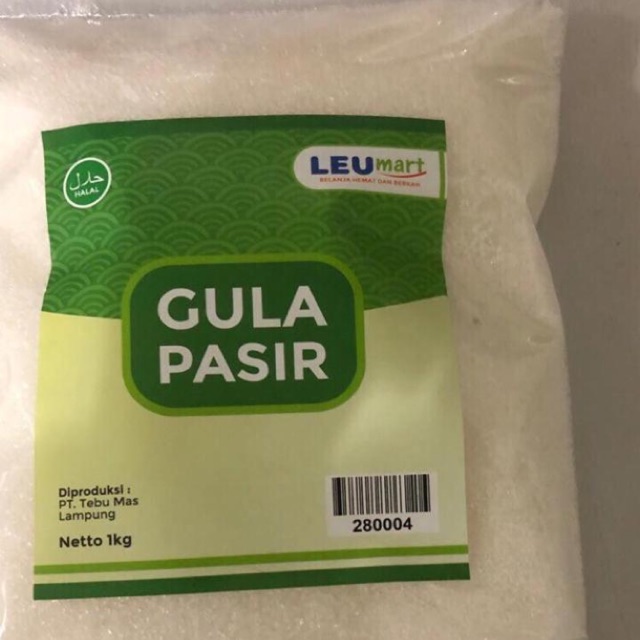 حلال
HALAL
LEUmart
BELANJA HEMAT DAN BERKAH
GULA
PASIR
Diproduksi :
PT. Tebu Mas
Lampung
Netto 1kg
280004